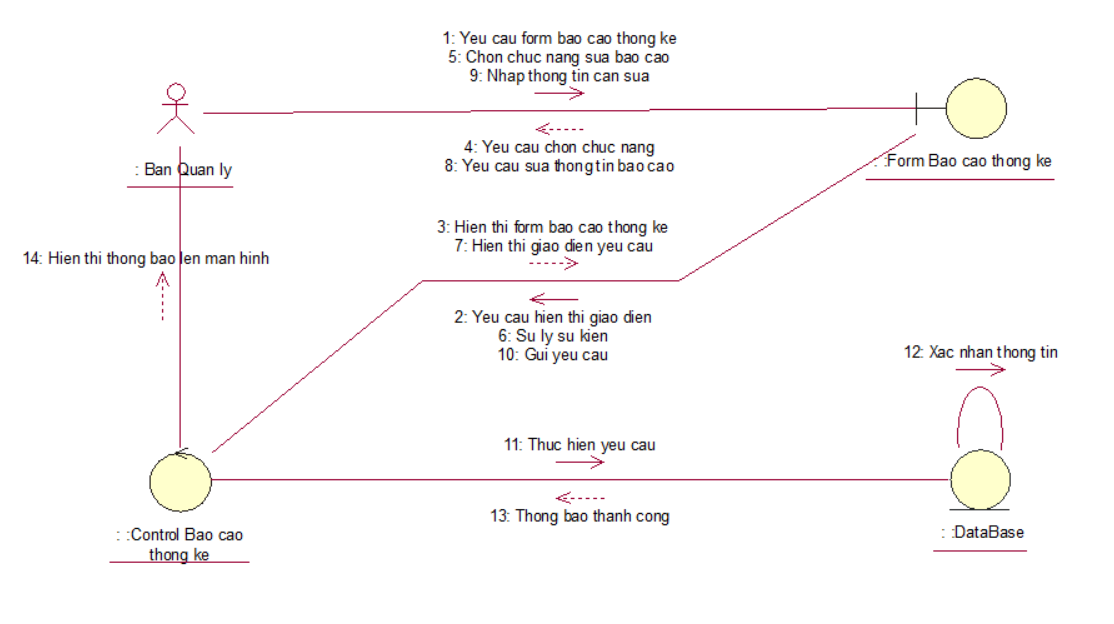 1: Yeu cau form bao cao thong ke
5: Chon chuc nang sua bao cao
9: Nhap thong tin can sua
4: Yeu cau chon chuc nang
8: Yeu cau sua thong tin bao cao
: Ban Quan ly
: :Form Bao cao thong ke
3: Hien thi form bao cao thong ke
7: Hien thi giao dien yeu cau
14: Hien thi thong bao len man hinh
2: Yeu cau hien thi giao dien
6: Su ly su kien
10: Gui yeu cau
12: Xac nhan thong tin
11: Thuc hien yeu cau
13: Thong bao thanh cong
: :Control Bao cao
thong ke
: :DataBase